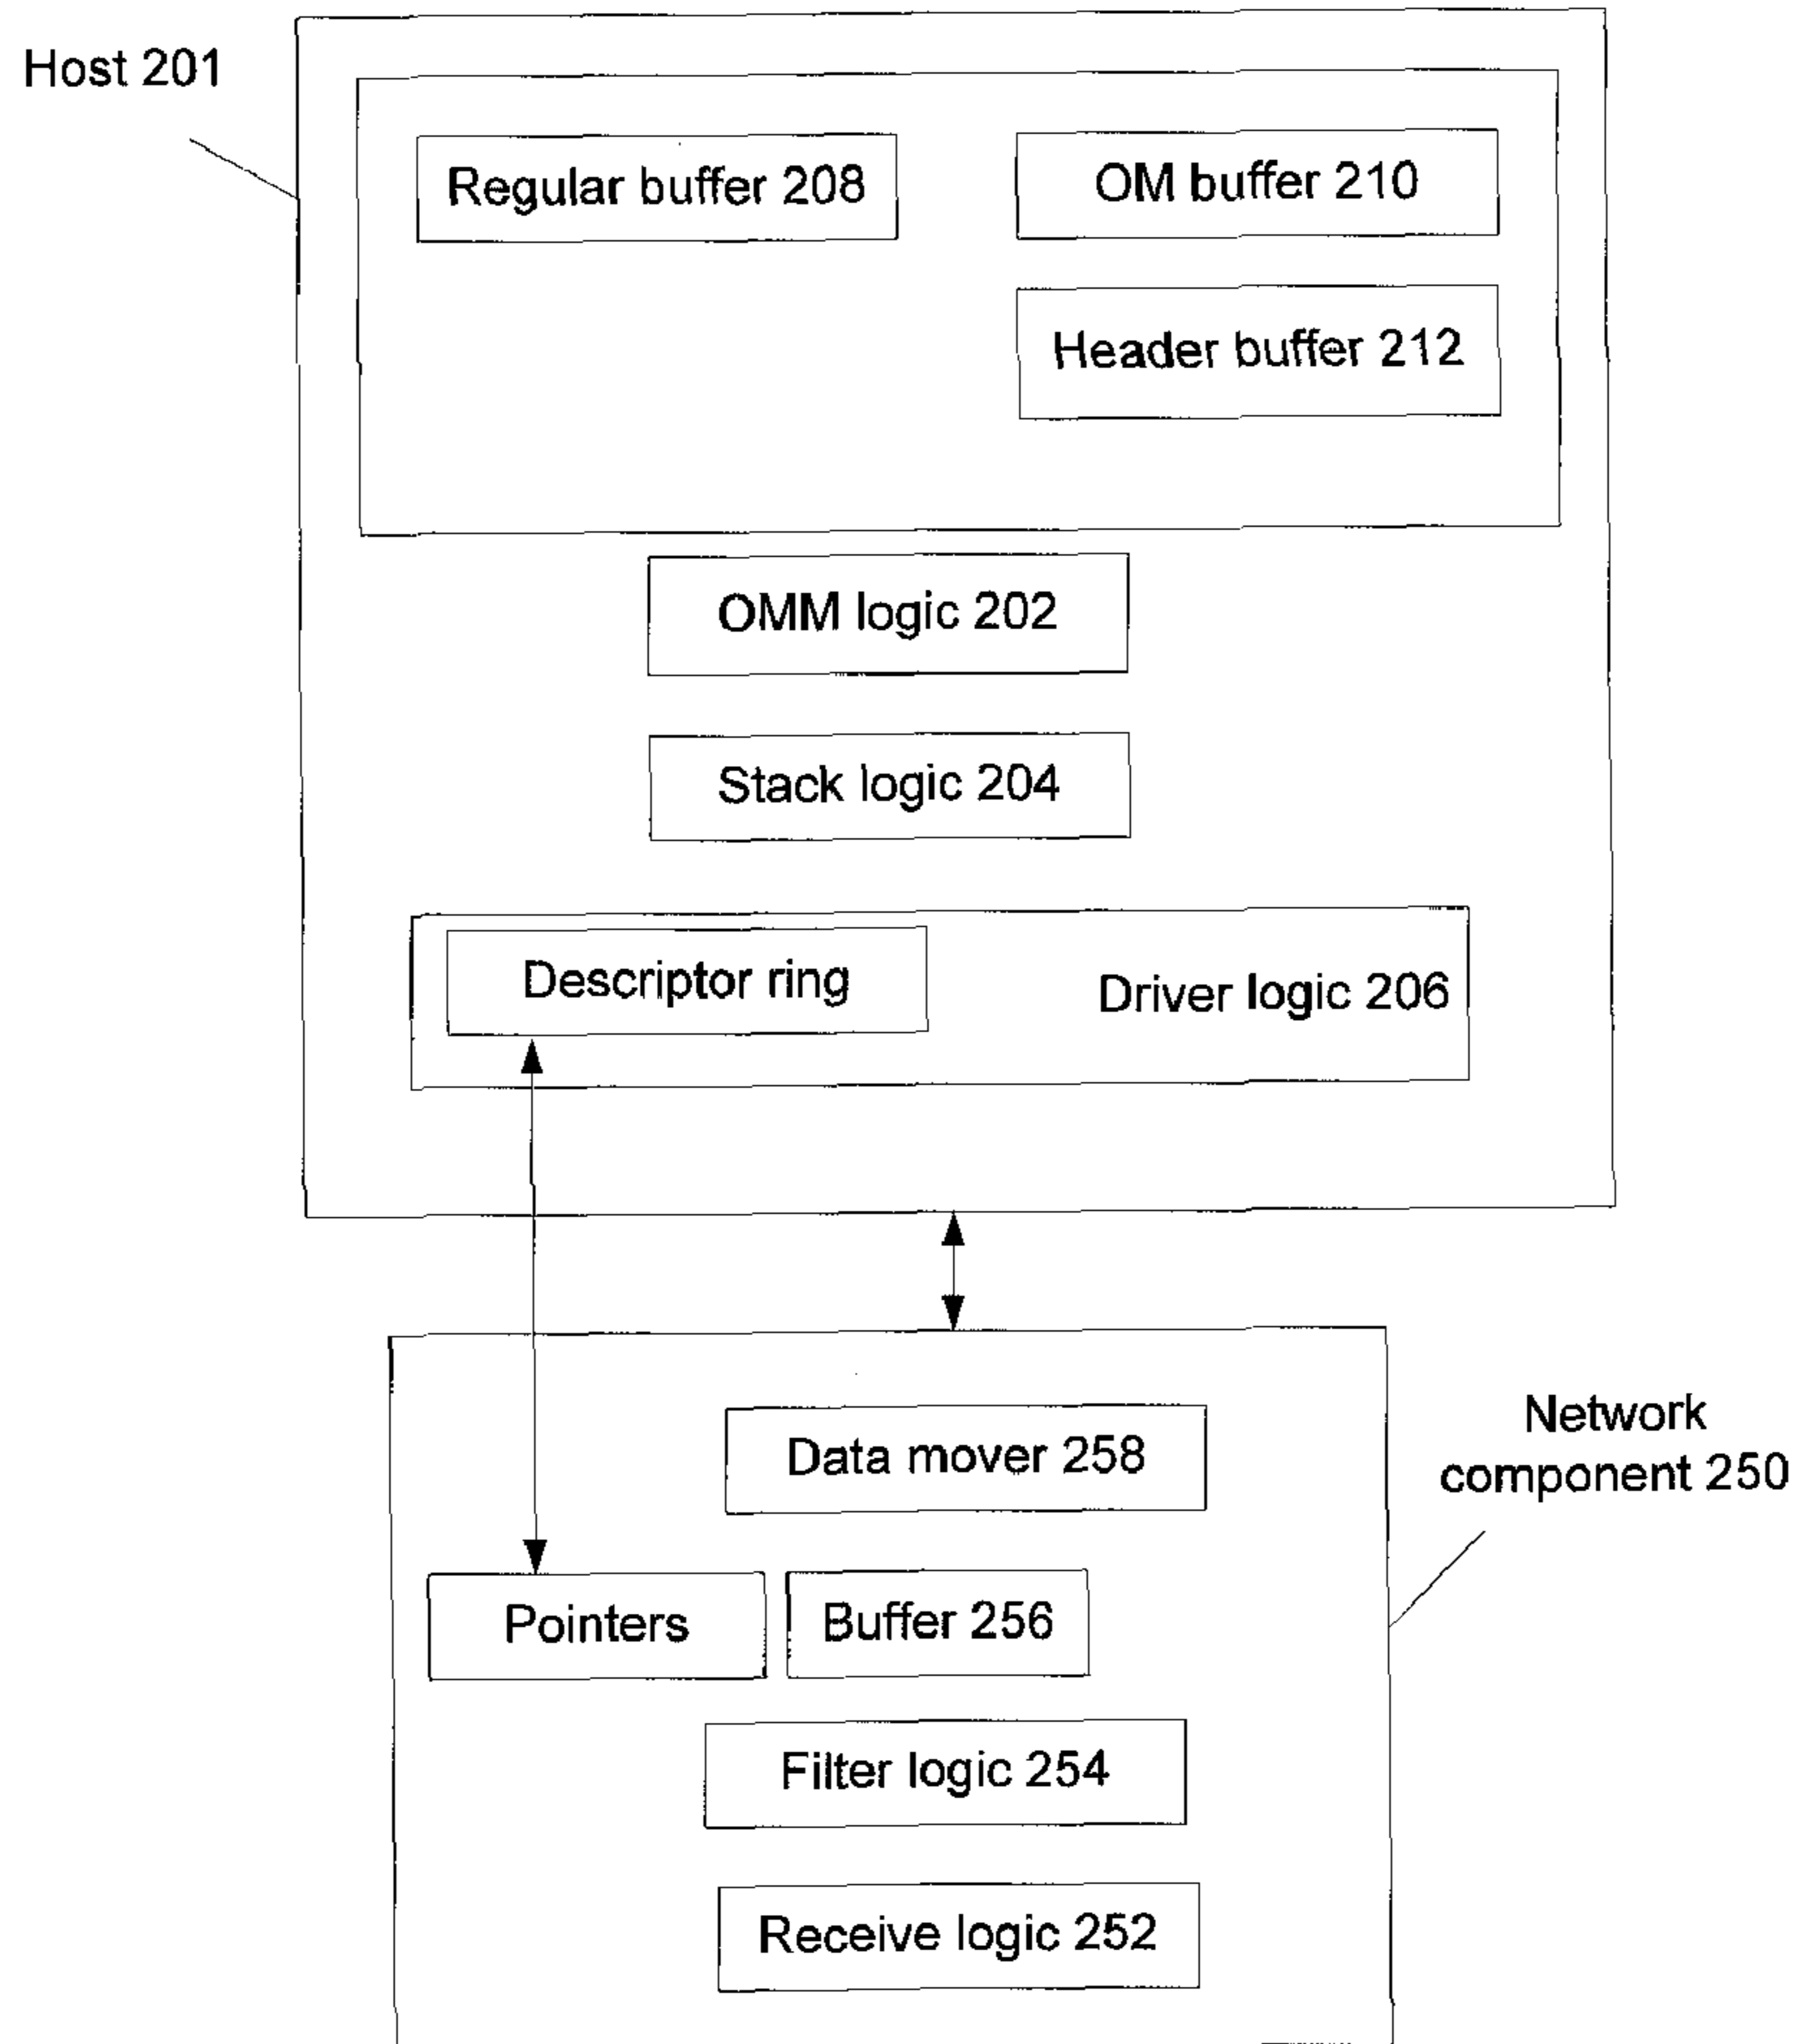 Host 201
Regular buffer 208
OM buffer 210
Header buffer 212
OMM logic 202
Stack logic 204
Descriptor ring
Driver logic 206
Data mover 258
Network
component 250
Pointers
Buffer 256
Filter logic 254
Receive logic 252